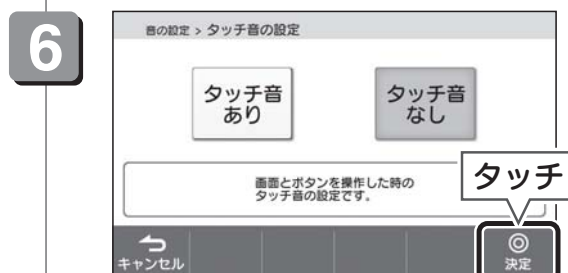 6
音の設定 > タッチ音の設定
タッチ音
あり
タッチ音
なし
画面とボタンを操作した時の
タッチ音の設定です。
タッチ
キャンセル
決定